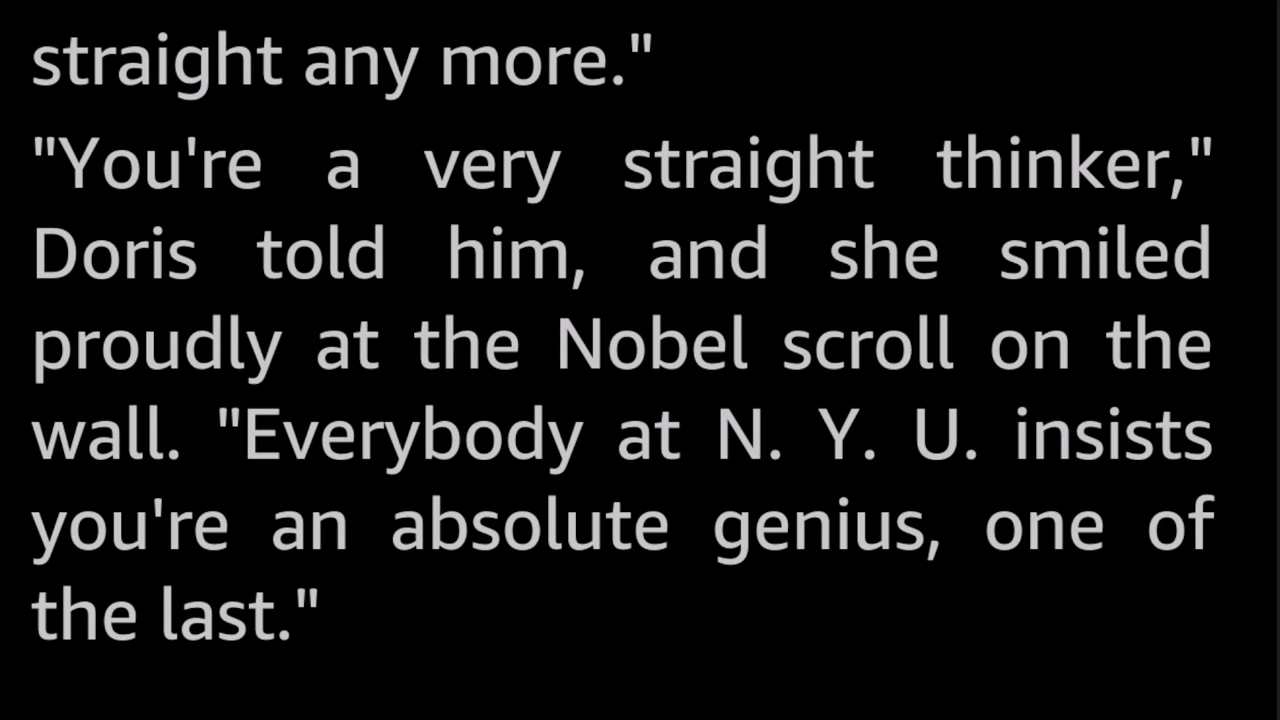 straight any more."
"You're a very straight thinker,"
Doris told him, and she smiled
proudly at the Nobel scroll on the
wall. "Everybody at N. Y. U. insists
you're an absolute genius, one of
the last."